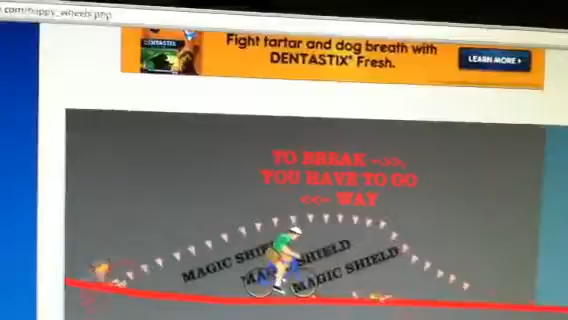 .com/happy_wheels.php
DENTASTIX
Fight tartar and dog breath with
DENTASTIX® Fresh.
LEARN MORE
TO BREAK -->>,
YOU HAVE TO GO
<<-- WAY
MAGIC SHIELD
SHIELD
MAGIC SHIELD